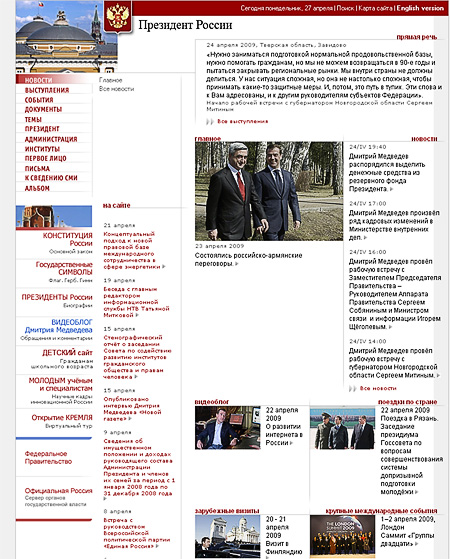 Сегодня понедельник, 27 апреля | Поиск | Карта сайта | English version
Президент России
НОВОСТИ
ВЫСТУПЛЕНИЯ
СОБЫТИЯ
ДОКУМЕНТЫ
ТЕМЫ
ПРЕЗИДЕНТ
АДМИНИСТРАЦИЯ
ИНСТИТУТЫ
ПЕРВОЕ ЛИЦО
ПИСЬМА
К СВЕДЕНИЮ СМИ
АЛЬБОМ
Главное
Все новости
прямая речь
24 апреля 2009, Тверская область, Завидово
«Нужно заниматься подготовкой нормальной продовольственной базы,
нужно помогать гражданам, но мы не можем возвращаться в 90-е годы и
пытаться закрывать региональные рынки. Мы внутри страны не должны
делиться. У нас ситуация сложная, но она не настолько сложная, чтобы
принимать какие-то защитные меры. И, потом, это путь в тупик. Эти слова и
к Вам адресованы, и к другим руководителям субъектов Федерации».
Начало рабочей встречи с губернатором Новгородской области Сергеем
Митиным
Все выступления
главное
23 апреля 2009
Состоялись российско-армянские
переговоры.
новости
24/IV 19:40
Дмитрий Медведев
распорядился выделить
денежные средства из
резервного фонда
Президента.
24/IV 17:00
Дмитрий Медведев произвёл
ряд кадровых изменений в
Министерстве внутренних
дел.
24/IV 16:00
Дмитрий Медведев провёл
рабочую встречу с
Заместителем Председателя
Правительства –
Руководителем Аппарата
Правительства Сергеем
Собяниным и Министром
связи и информации Игорем
Щёголевым.
24/IV 14:00
Дмитрий Медведев провёл
рабочую встречу с
губернатором Новгородской
области Сергеем Митиным.
Все новости
КОНСТИТУЦИЯ
России
Основной закон
Государственные
СИМВОЛЫ
Флаг. Герб. Гимн
ПРЕЗИДЕНТЫ России
Биографии
ВИДЕОБЛОГ
Дмитрия Медведева
Обращения и комментарии
ДЕТСКИЙ сайт
Гражданам
школьного возраста
МОЛОДЫМ учёным
и специалистам
Научные кадры
инновационной России
Открытие КРЕМЛЯ
Виртуальный тур
Федеральное
Правительство
Официальная Россия
Сервер органов
государственной власти
на сайте
21 апреля
Концептуальный
подход к новой
правовой базе
международного
сотрудничества в
сфере энергетики
19 апреля
Беседа с главным
редактором
информационной
службы НТВ Татьяной
Митковой
15 апреля
Стенографический
отчёт о заседании
Совета по содействию
развитию институтов
гражданского
общества и правам
человека
15 апреля
Опубликовано
интервью Дмитрия
Медведева «Новой
газете»
9 апреля
Сведения об
имущественном
положении и доходах
руководящего состава
Администрации
Президента и членов
их семей за период с 1
января 2008 года по
31 декабря 2008 года
8 апреля
Встреча с
руководством
Всероссийской
политической партии
«Единая Россия»
видеоблог
22 апреля
2009
О развитии
интернета в
России
поездки по стране
22 апреля 2009
Поездка в Рязань.
Заседание
президиума
Госсовета по
вопросам
совершенствования
системы
допризывной
подготовки
молодёжи
зарубежные визиты
20 - 21
апреля 2009
Визит в
Финляндию
крупные международные события
THE LONDON
SUMMIT 2009
1–2 апреля 2009,
Лондон
Саммит «Группы
двадцати»